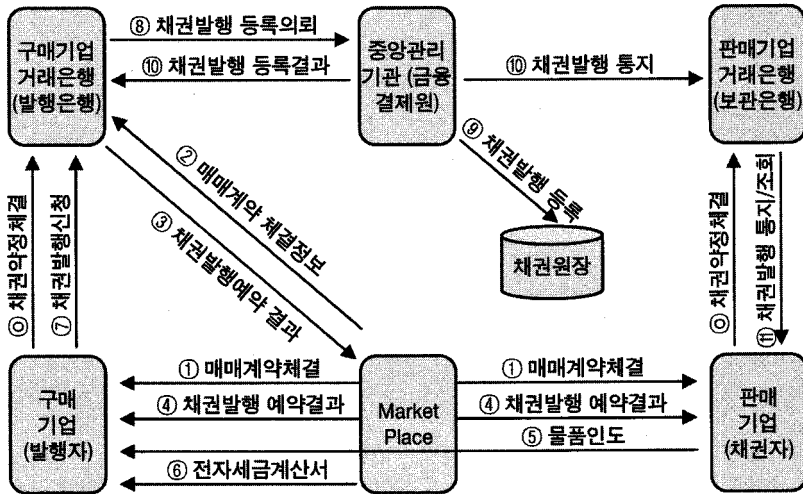 구매기업
거래은행
(발행은행)
⑧ 채권발행 등록의뢰
⑩ 채권발행 등록결과
중앙관리
기관 (금융
결제원)
⑩ 채권발행 통지
판매기업
거래은행
(보관은행)
② 매매계약 체결정보
③ 채권발행예약 결과
⑨ 채권발행 등록
채권원장
⓪ 채권약정체결
⑦ 채권발행신청
⓪ 채권약정체결
⑪ 채권발행 통지/조회
구매
기업
(발행자)
① 매매계약체결
④ 채권발행 예약결과
⑥ 전자세금계산서
Market
Place
① 매매계약체결
④ 채권발행 예약결과
⑤ 물품인도
판매
기업
(채권자)